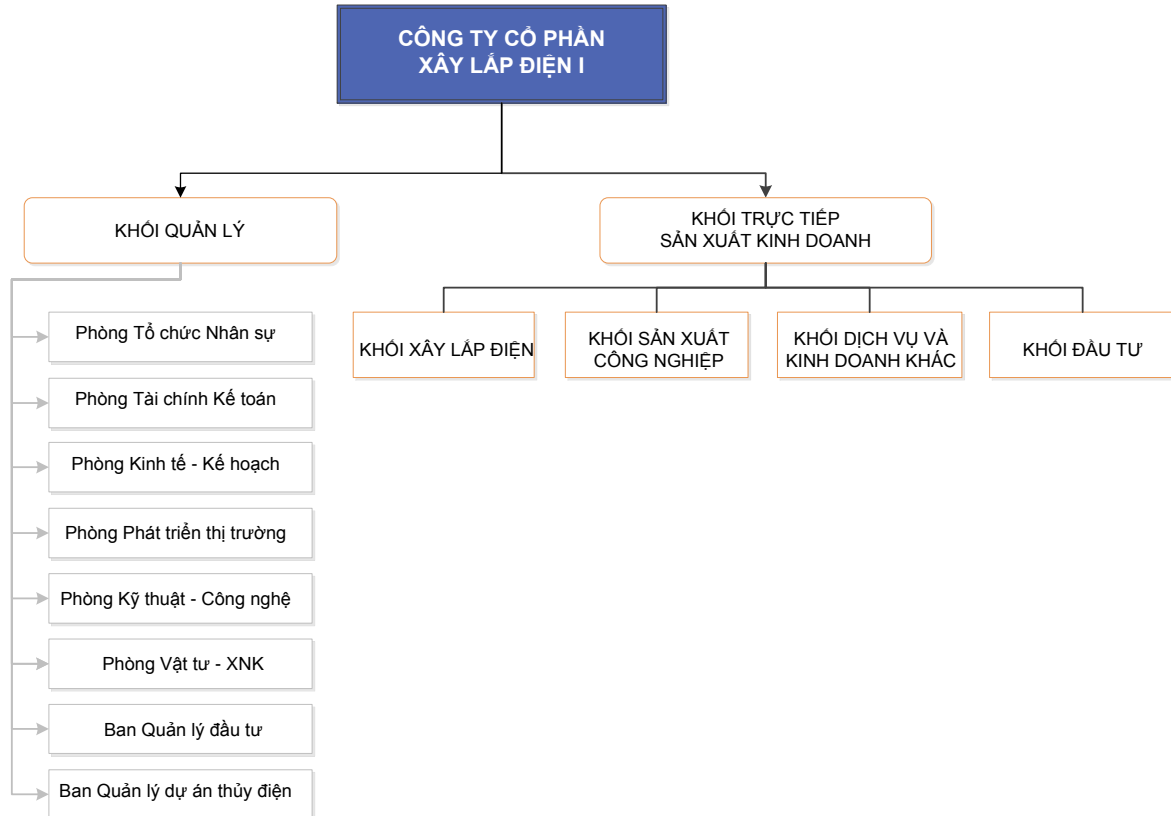 CÔNG TY CỔ PHẦN
XÂY LẮP ĐIỆN I
KHỐI QUẢN LÝ
KHỐI TRỰC TIẾP
SẢN XUẤT KINH DOANH
Phòng Tổ chức Nhân sự
Phòng Tài chính Kế toán
Phòng Kinh tế - Kế hoạch
Phòng Phát triển thị trường
Phòng Kỹ thuật - Công nghệ
Phòng Vật tư - XNK
Ban Quản lý đầu tư
Ban Quản lý dự án thủy điện
KHỐI XÂY LẮP ĐIỆN
KHỐI SẢN XUẤT
CÔNG NGHIỆP
KHỐI DỊCH VỤ VÀ
KINH DOANH KHÁC
KHỐI ĐẦU TƯ